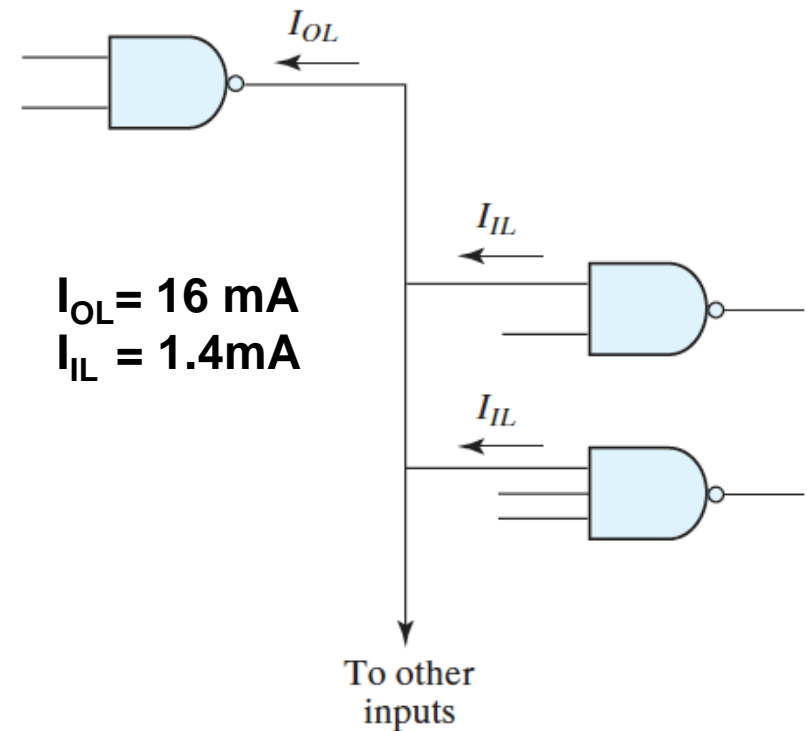 I_OL
I_IL
I_OL= 16 mA
I_IL = 1.4mA
I_IL
To other
inputs